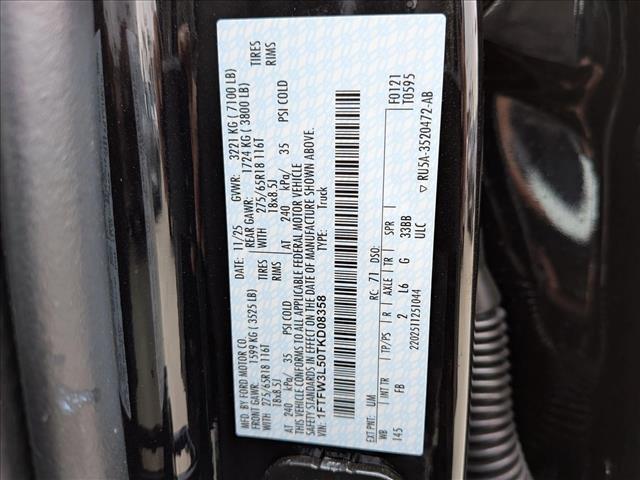 MFD. BY FORD MOTOR CO.
DATE: 11/25 GVWR: 3221 KG ( 7100 LB)
FRONT GAWR: 1599 KG ( 3525 LB) REAR GAWR: 1724 KG ( 3800 LB)
275/65R18 116T TIRES WITH 275/65R18 116T TIRES
18x8.5J RIMS 18x8.5J RIMS
AT 240 kPa/ 35 PSI COLD AT 240 kPa/ 35 PSI COLD
THIS VEHICLE CONFORMS TO ALL APPLICABLE FEDERAL MOTOR VEHICLE
SAFETY STANDARDS IN EFFECT ON THE DATE OF MANUFACTURE SHOWN ABOVE.
VIN: 1FTFW3L50TKD08358 TYPE: Truck
F0121
T0595
EXT PNT: UM RC: 71 DSO:
WB INT TR TP/PS R AXLE TR SPR
145 FB 2 L6 G 33BB
ULC
2202511251044 ▽ RU5A-3520472-AB